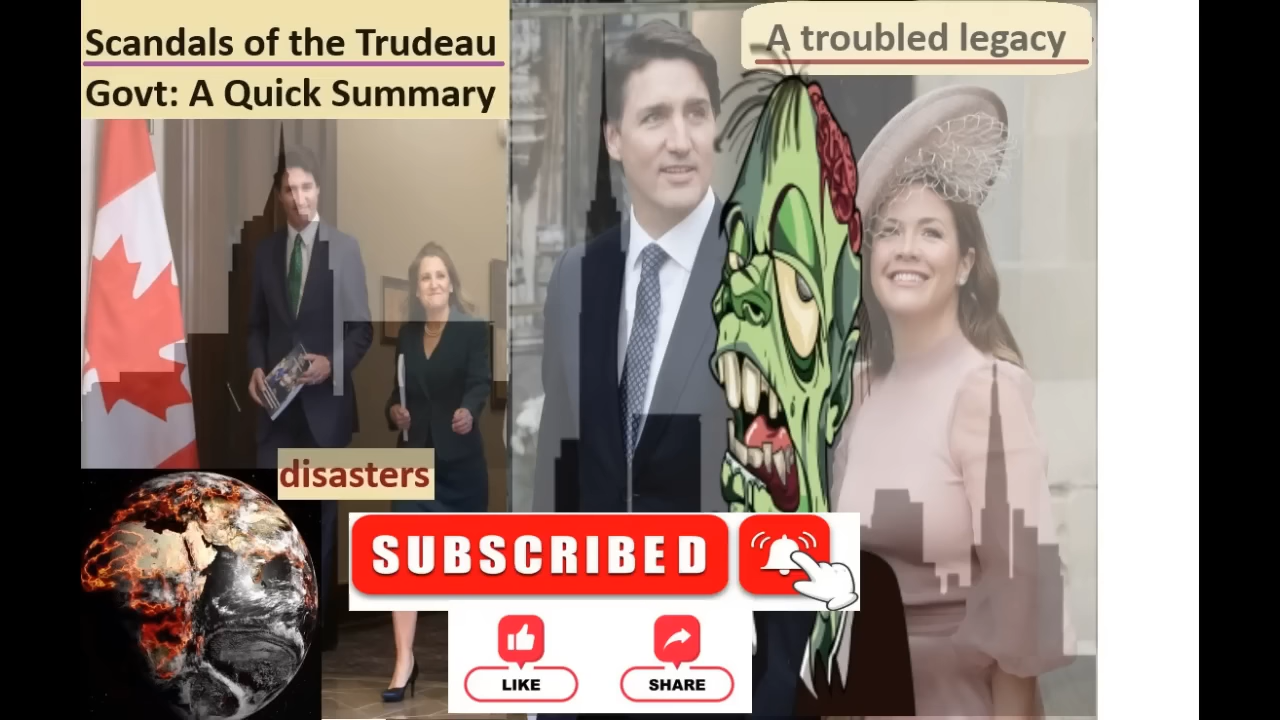 Scandals of the Trudeau
Govt: A Quick Summary
A troubled legacy
disasters
SUBSCRIBED
LIKE
SHARE